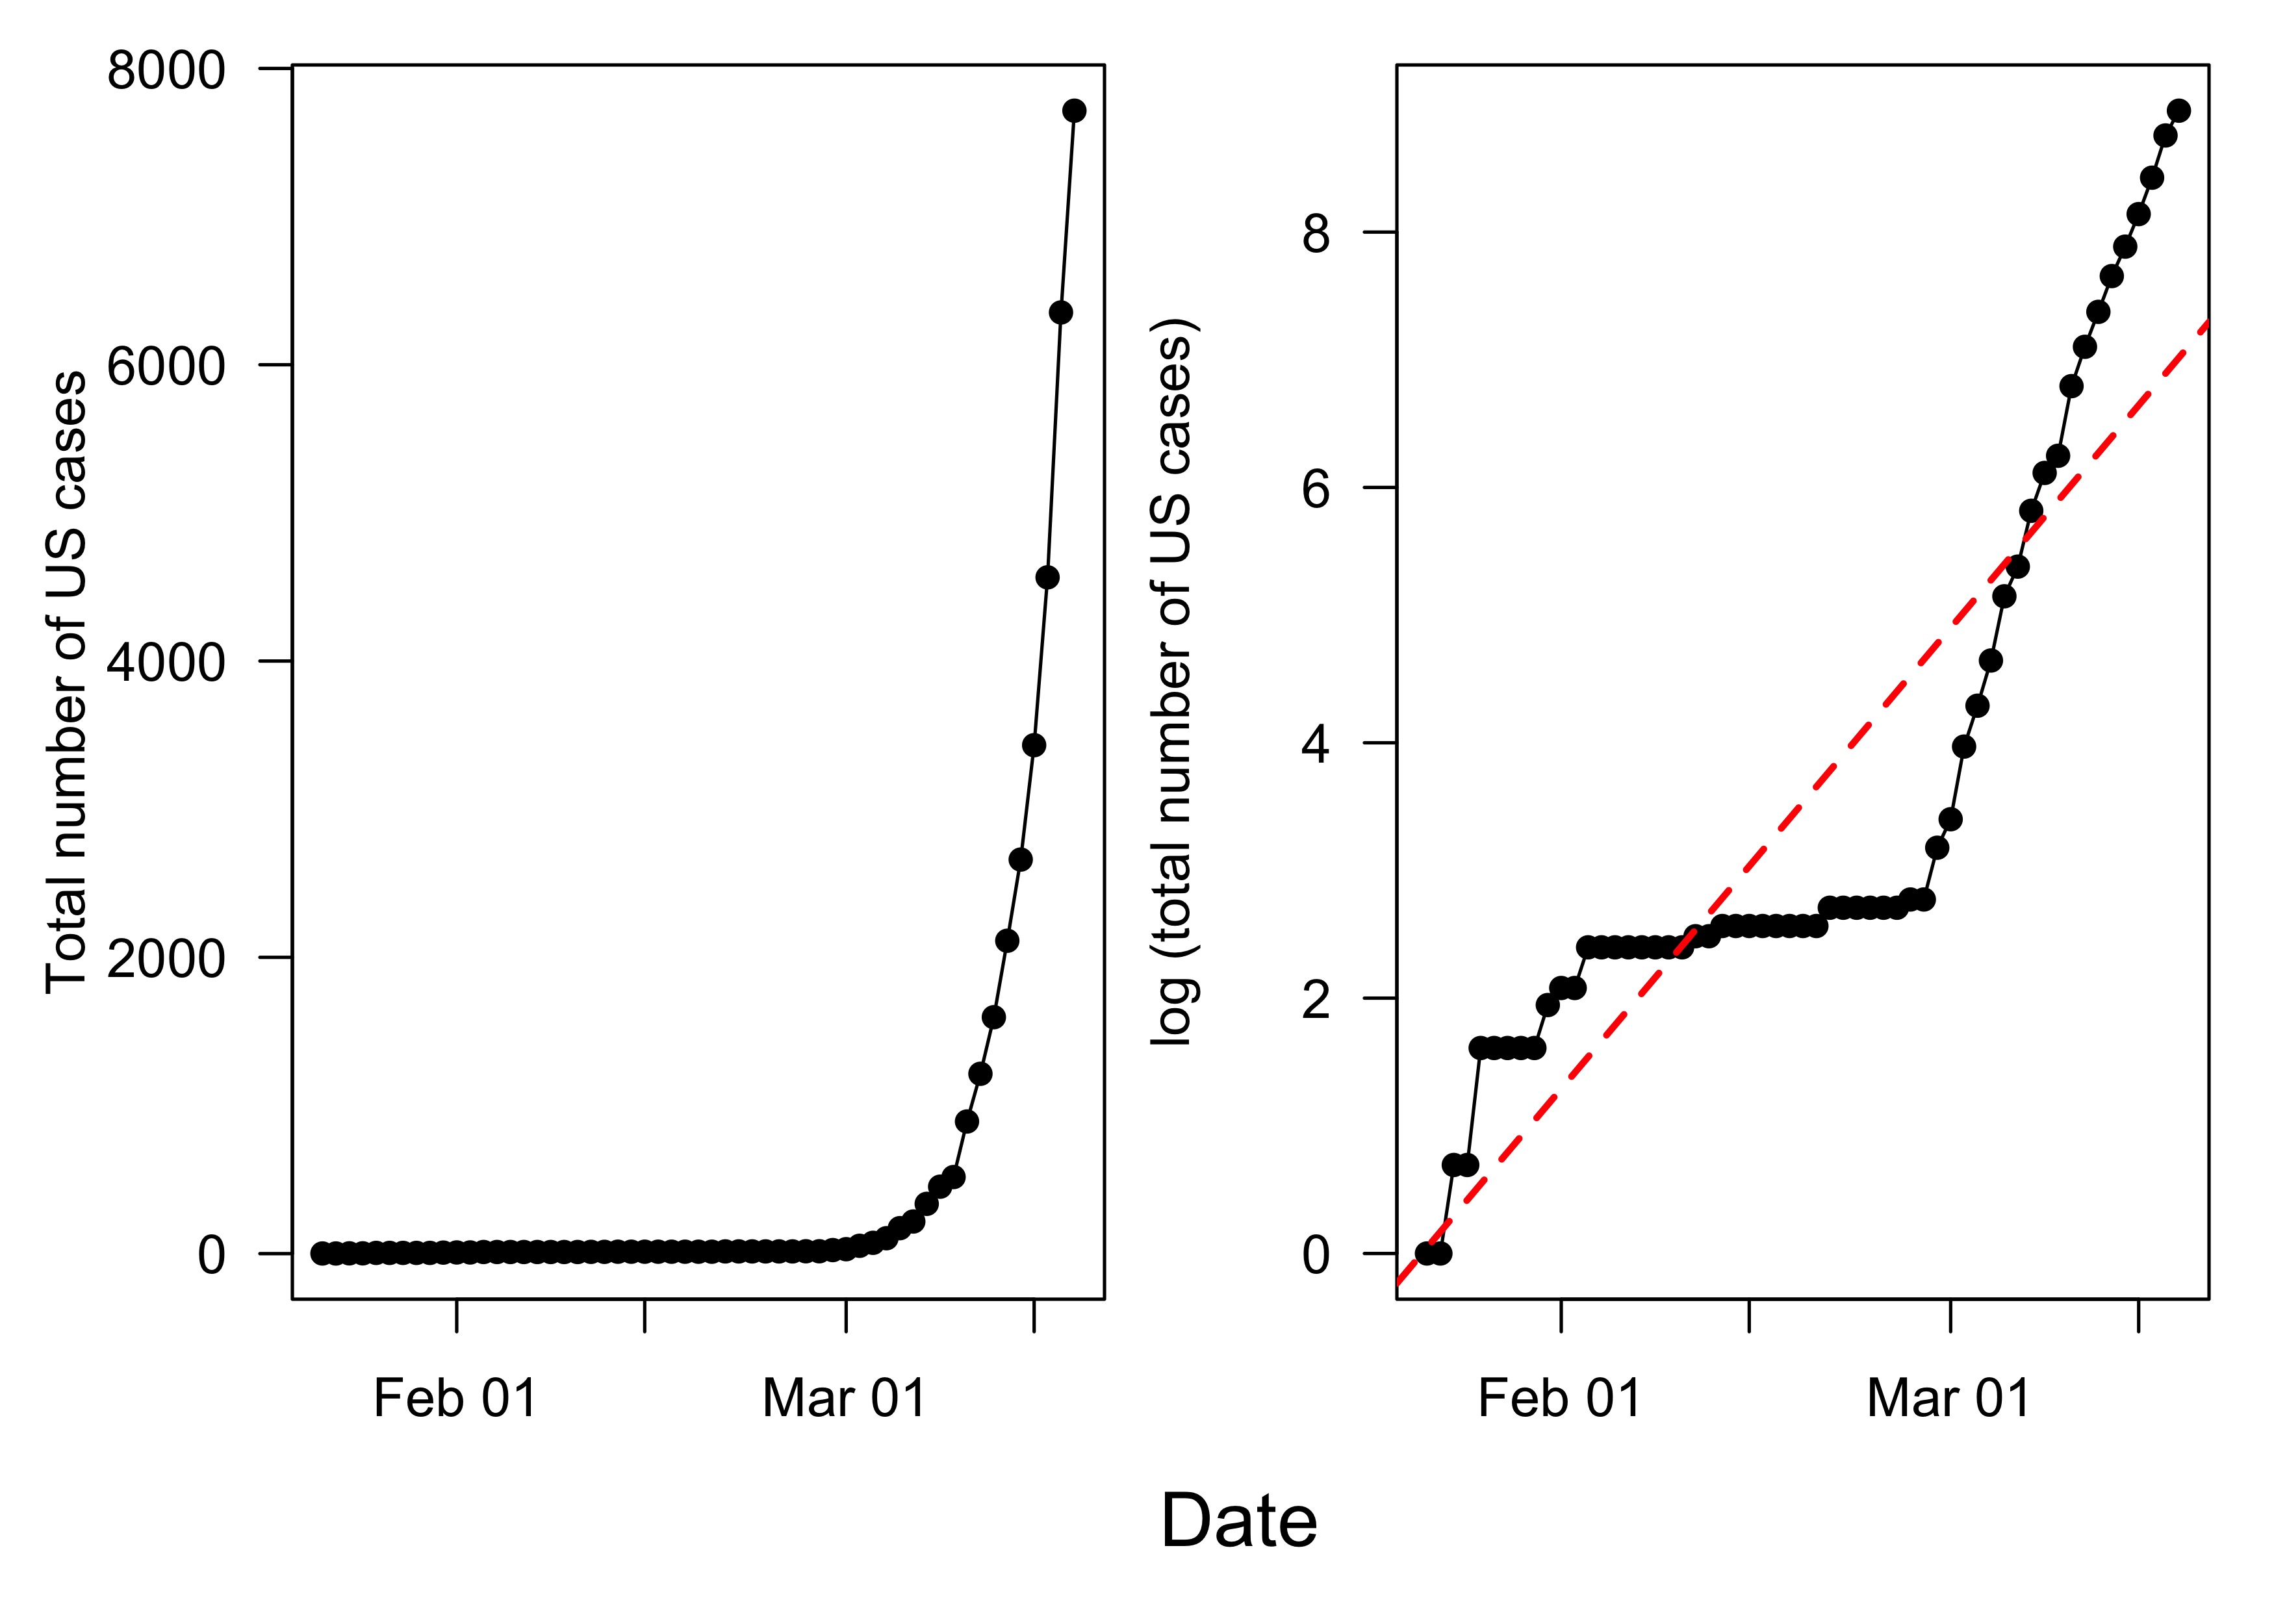 Total number of US cases
8000
6000
4000
2000
0
Feb 01
Mar 01
log (total number of US cases)
8
6
4
2
0
Feb 01
Mar 01
Date